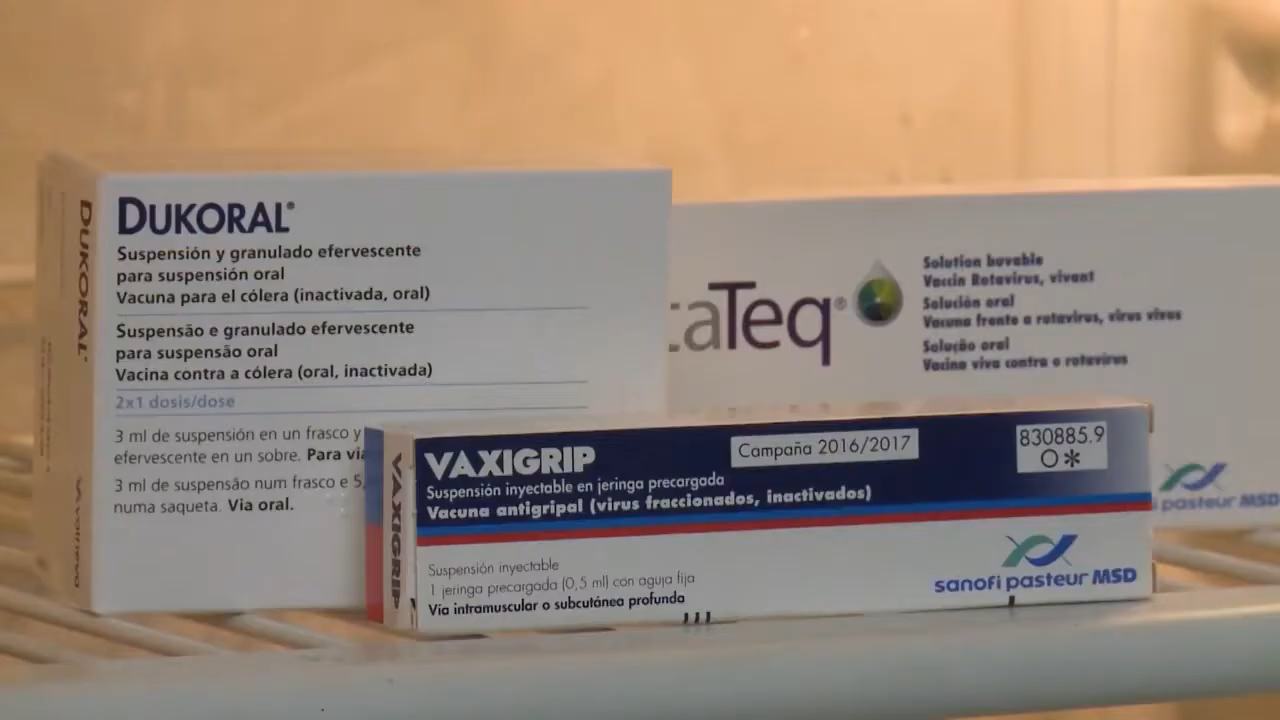 DUKORAL®
Suspensión y granulado efervescente
para suspensión oral
Vacuna para el cólera (inactivada, oral)
Suspensão e granulado efervescente
para suspensão oral
Vacina contra a cólera (oral, inactivada)
2x1 dosis/dose
3 ml de suspensión en un frasco y
efervescente en un sobre. Para vía
3 ml de suspensão num frasco e 5,
numa saqueta. Via oral.
DUKORAL®
taTeq®
Solution buvable
Vaccin Rotavirus, vivant
Solución oral
Vacuna frente a rotavirus, virus vivos
Solução oral
Vacina viva contra o rotavírus
pasteur MSD
VAXIGRIP
VAXIGRIP
Campaña 2016/2017
830885.9
O*
Suspensión inyectable en jeringa precargada
Vacuna antigripal (virus fraccionados, inactivados)
Suspensión inyectable
1 jeringa precargada (0,5 ml) con aguja fija
Vía intramuscular o subcutánea profunda
sanofi pasteur MSD